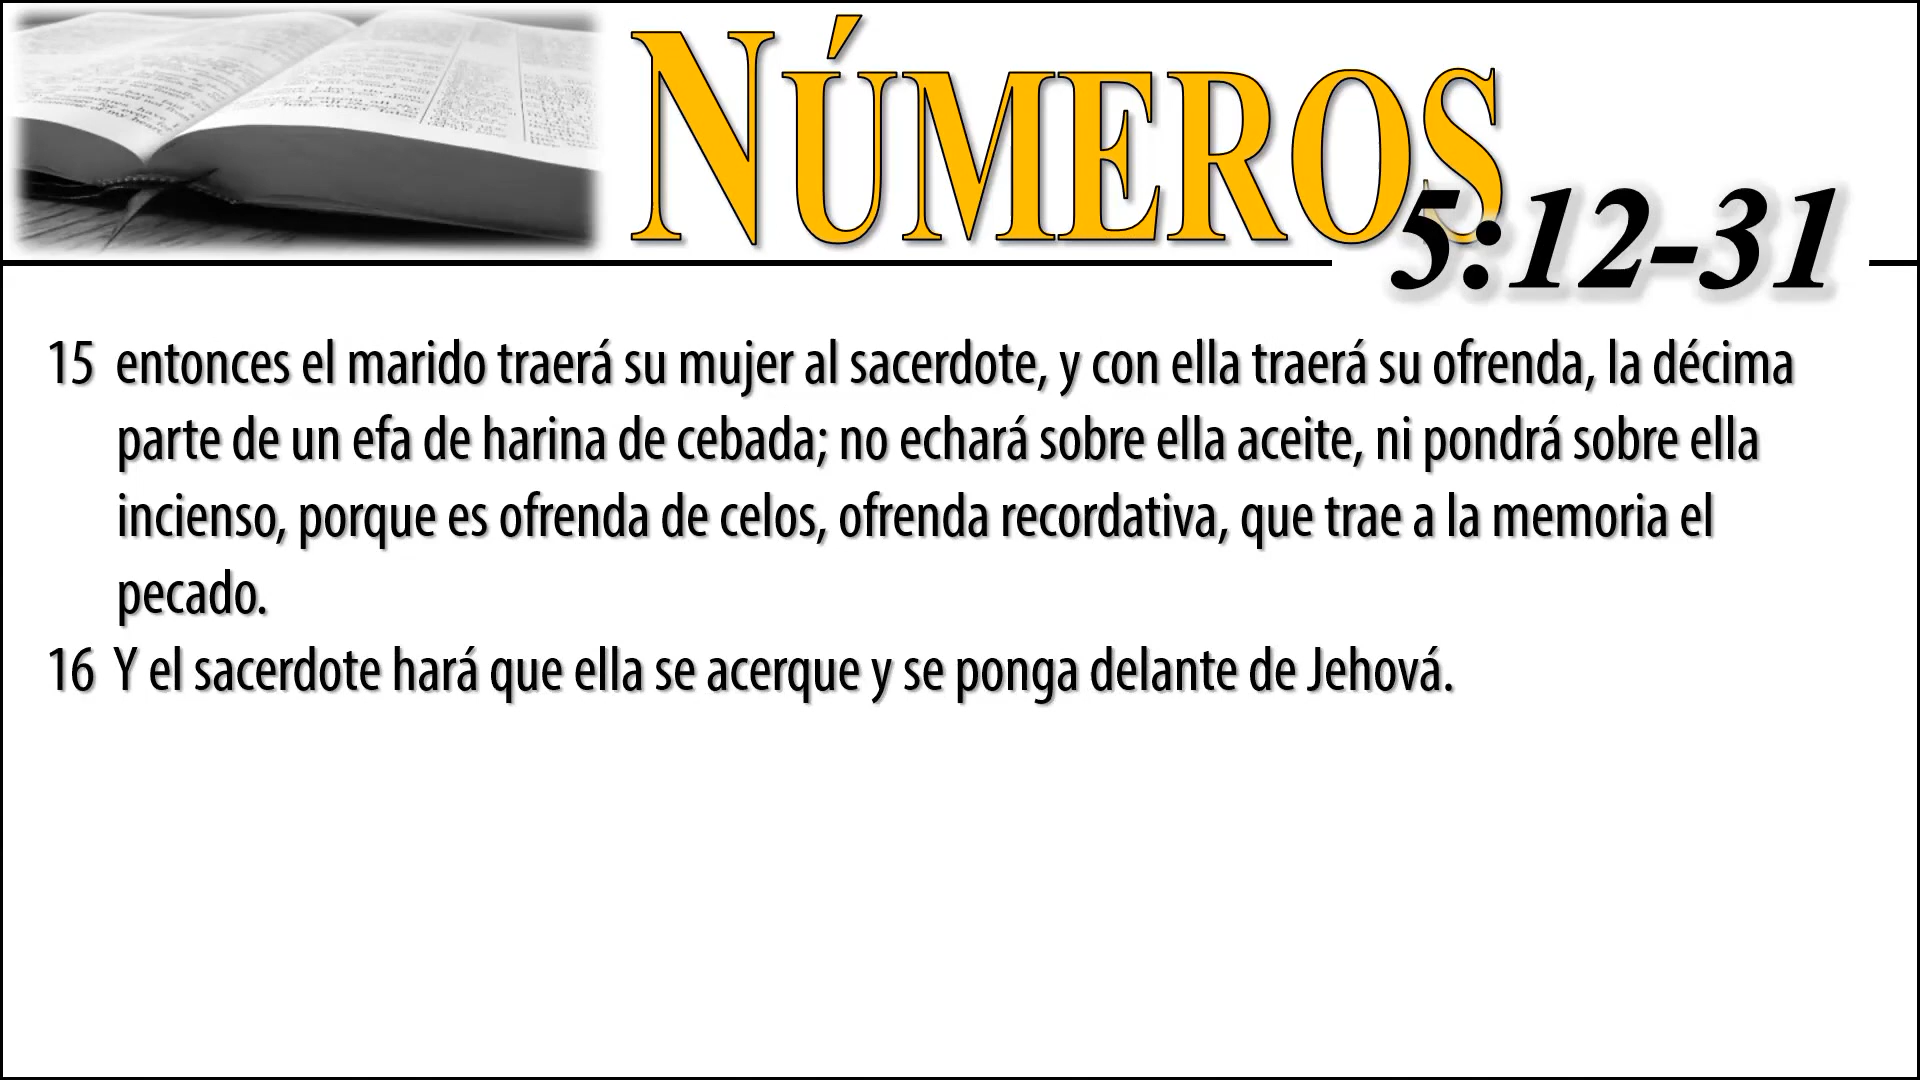 NÚMEROS
5:12-31
15 entonces el marido traerá su mujer al sacerdote, y con ella traerá su ofrenda, la décima
parte de un efa de harina de cebada; no echará sobre ella aceite, ni pondrá sobre ella
incienso, porque es ofrenda de celos, ofrenda recordativa, que trae a la memoria el
pecado.
16 Y el sacerdote hará que ella se acerque y se ponga delante de Jehová.